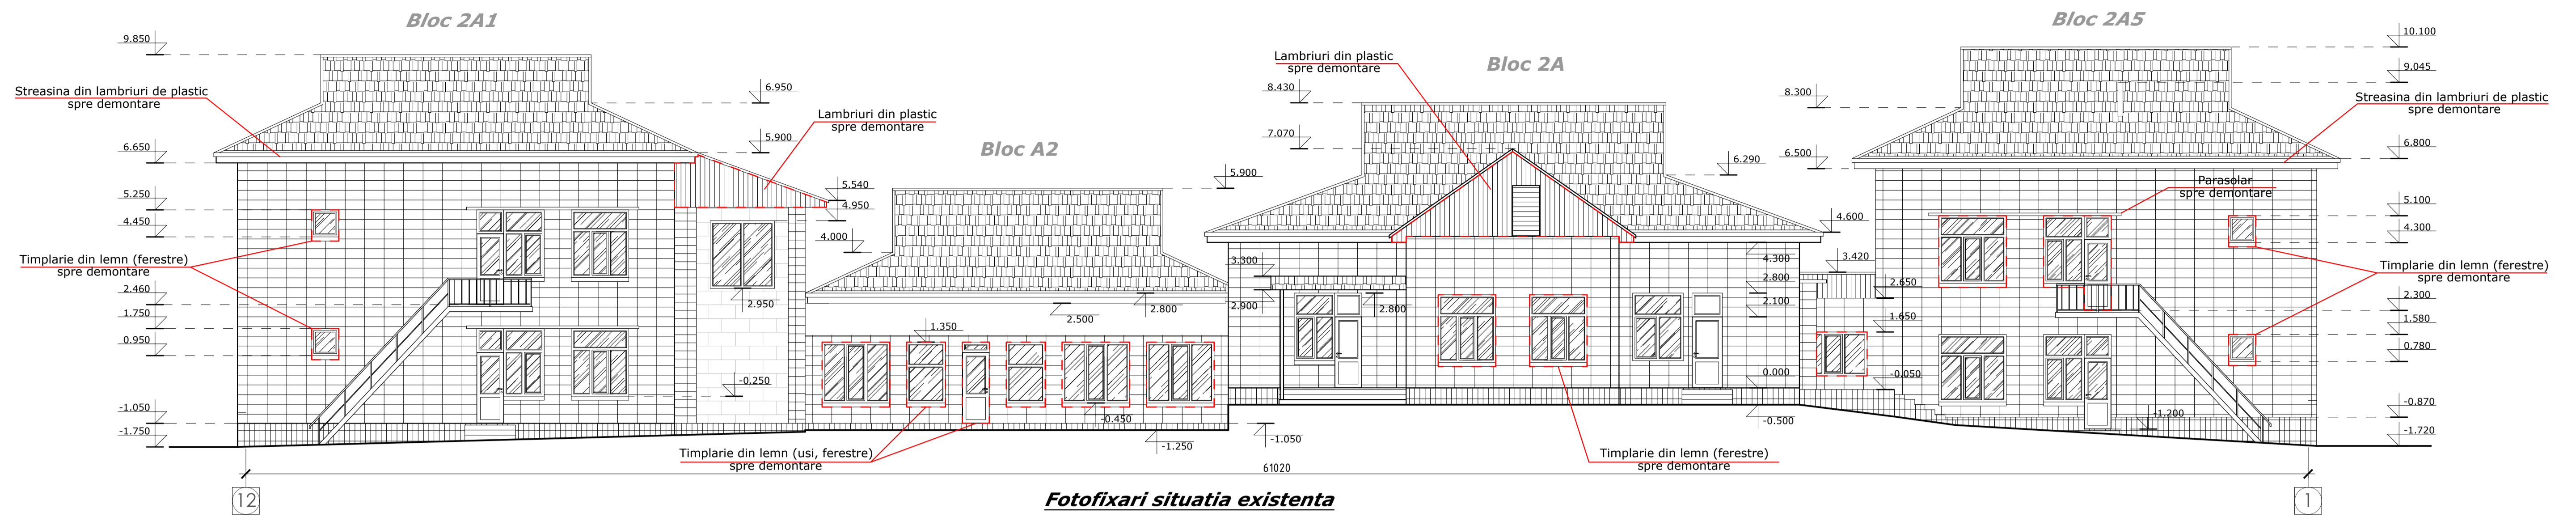 Bloc 2A1
Bloc A2
Bloc 2A
Bloc 2A5
9.850
Streasina din lambriuri de plastic
spre demontare
6.650
5.250
4.450
Timplarie din lemn (ferestre)
spre demontare
2.460
1.750
0.950
-1.050
-1.750
6.950
5.900
Lambriuri din plastic
spre demontare
5.540
4.950
4.000
2.950
-0.250
1.350
2.500
2.800
-0.450
-1.250
Timplarie din lemn (usi, ferestre)
spre demontare
5.900
3.300
2.900
-1.050
Lambriuri din plastic
spre demontare
8.430
7.070
6.290
2.800
4.600
4.300
2.800
2.100
0.000
-0.500
Timplarie din lemn (ferestre)
spre demontare
3.420
2.650
1.650
-0.050
8.300
6.500
Parasolar
spre demontare
-1.200
10.100
9.045
Streasina din lambriuri de plastic
spre demontare
6.800
5.100
4.300
Timplarie din lemn (ferestre)
spre demontare
2.300
1.580
0.780
-0.870
-1.720
61020
12
1
Fotofixari situatia existenta